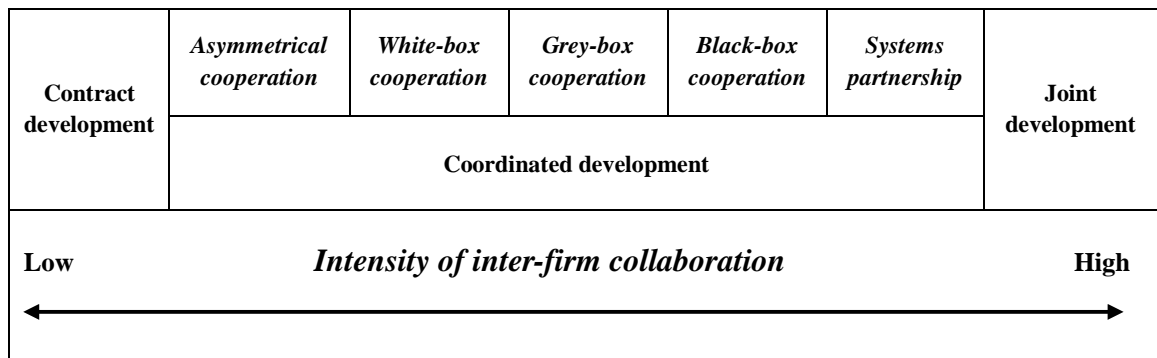 Contract
development
Asymmetrical
cooperation
White-box
cooperation
Grey-box
cooperation
Black-box
cooperation
Systems
partnership
Joint
development
Coordinated development
Low
Intensity of inter-firm collaboration
High